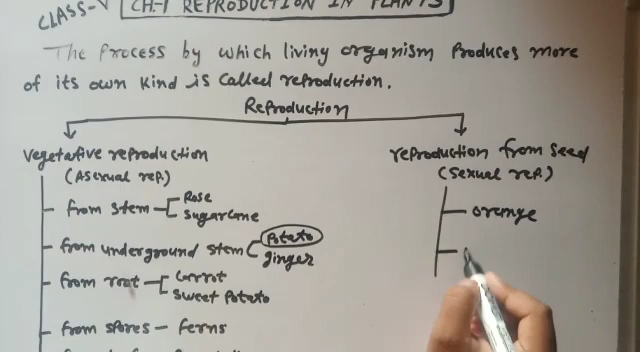 CLASS-V CH-1 REPRODUCTION IN PLANTS
The Process by which living organism Produces more
of its own Kind is Called reproduction.
Reproduction
Vegetative reproduction
(Asexual rep.)
from stem - Rose
Sugarcane
from underground stem Potato
ginger
from root - Carrot
Sweet Potato
from spores - ferns
reproduction from seed
(Sexual rep.)
orenge